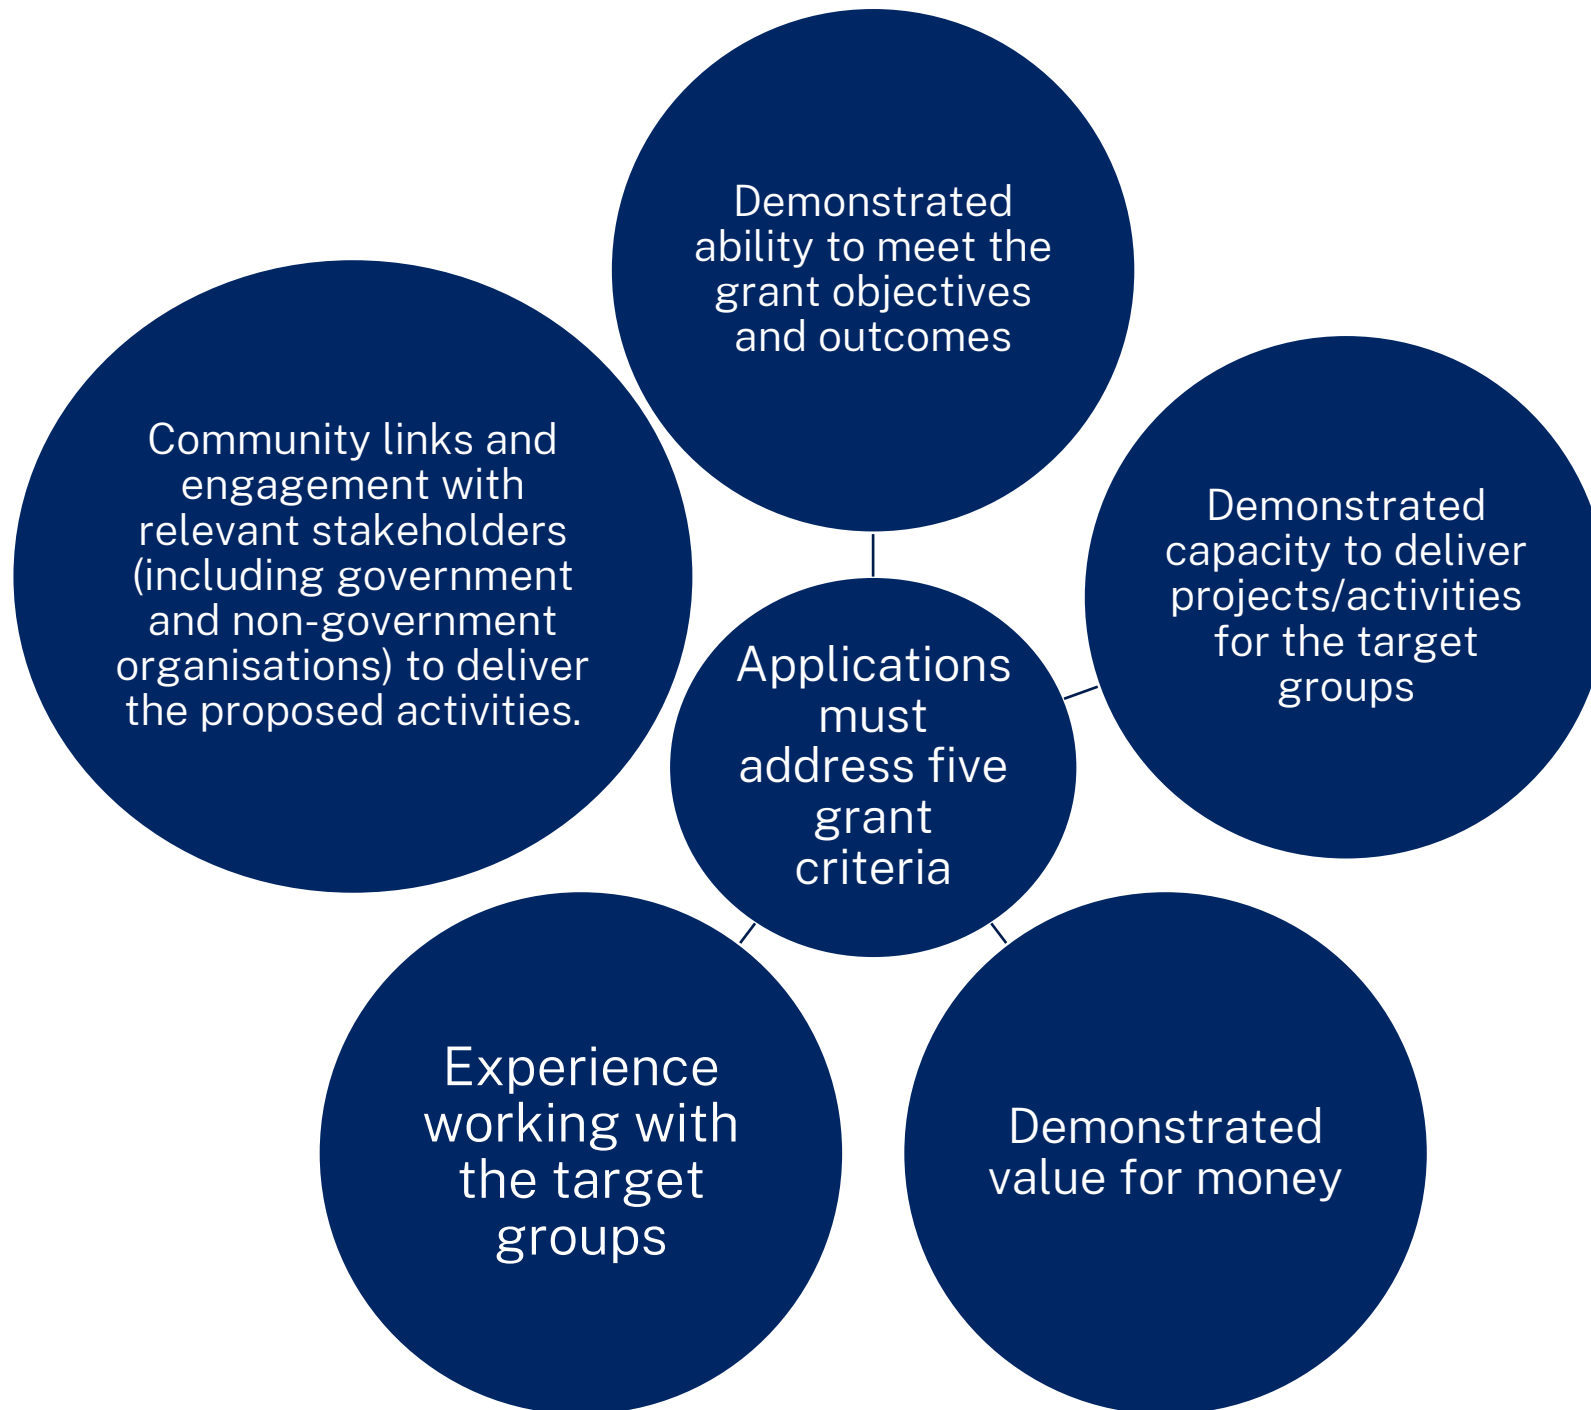 Demonstrated
ability to meet the
grant objectives
and outcomes
Demonstrated
capacity to deliver
projects/activities
for the target
groups
Demonstrated
value for money
Experience
working with
the target
groups
Community links and
engagement with
relevant stakeholders
(including government
and non-government
organisations) to deliver
the proposed activities.
Applications
must
address five
grant
criteria